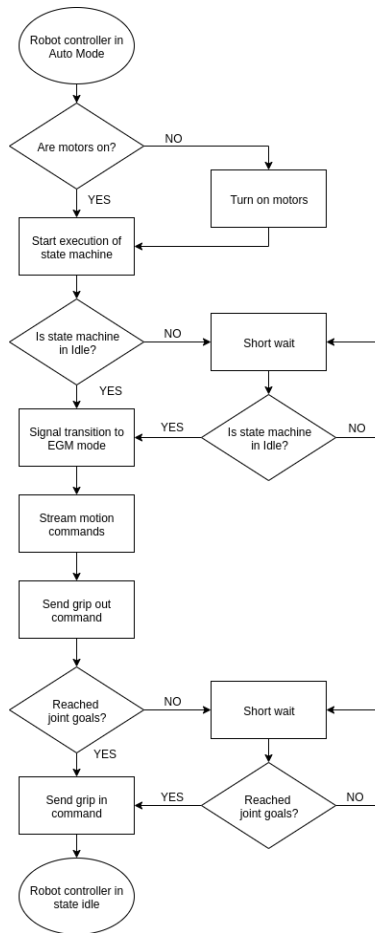 Robot controller in
Auto Mode
Are motors on?
NO
YES
Turn on motors
Start execution of
state machine
Is state machine
in Idle?
NO
YES
Short wait
Signal transition to
EGM mode
YES
Is state machine
in Idle?
NO
Stream motion
commands
Send grip out
command
Reached
joint goals?
NO
YES
Short wait
Send grip in
command
YES
Reached
joint goals?
NO
Robot controller in
state idle